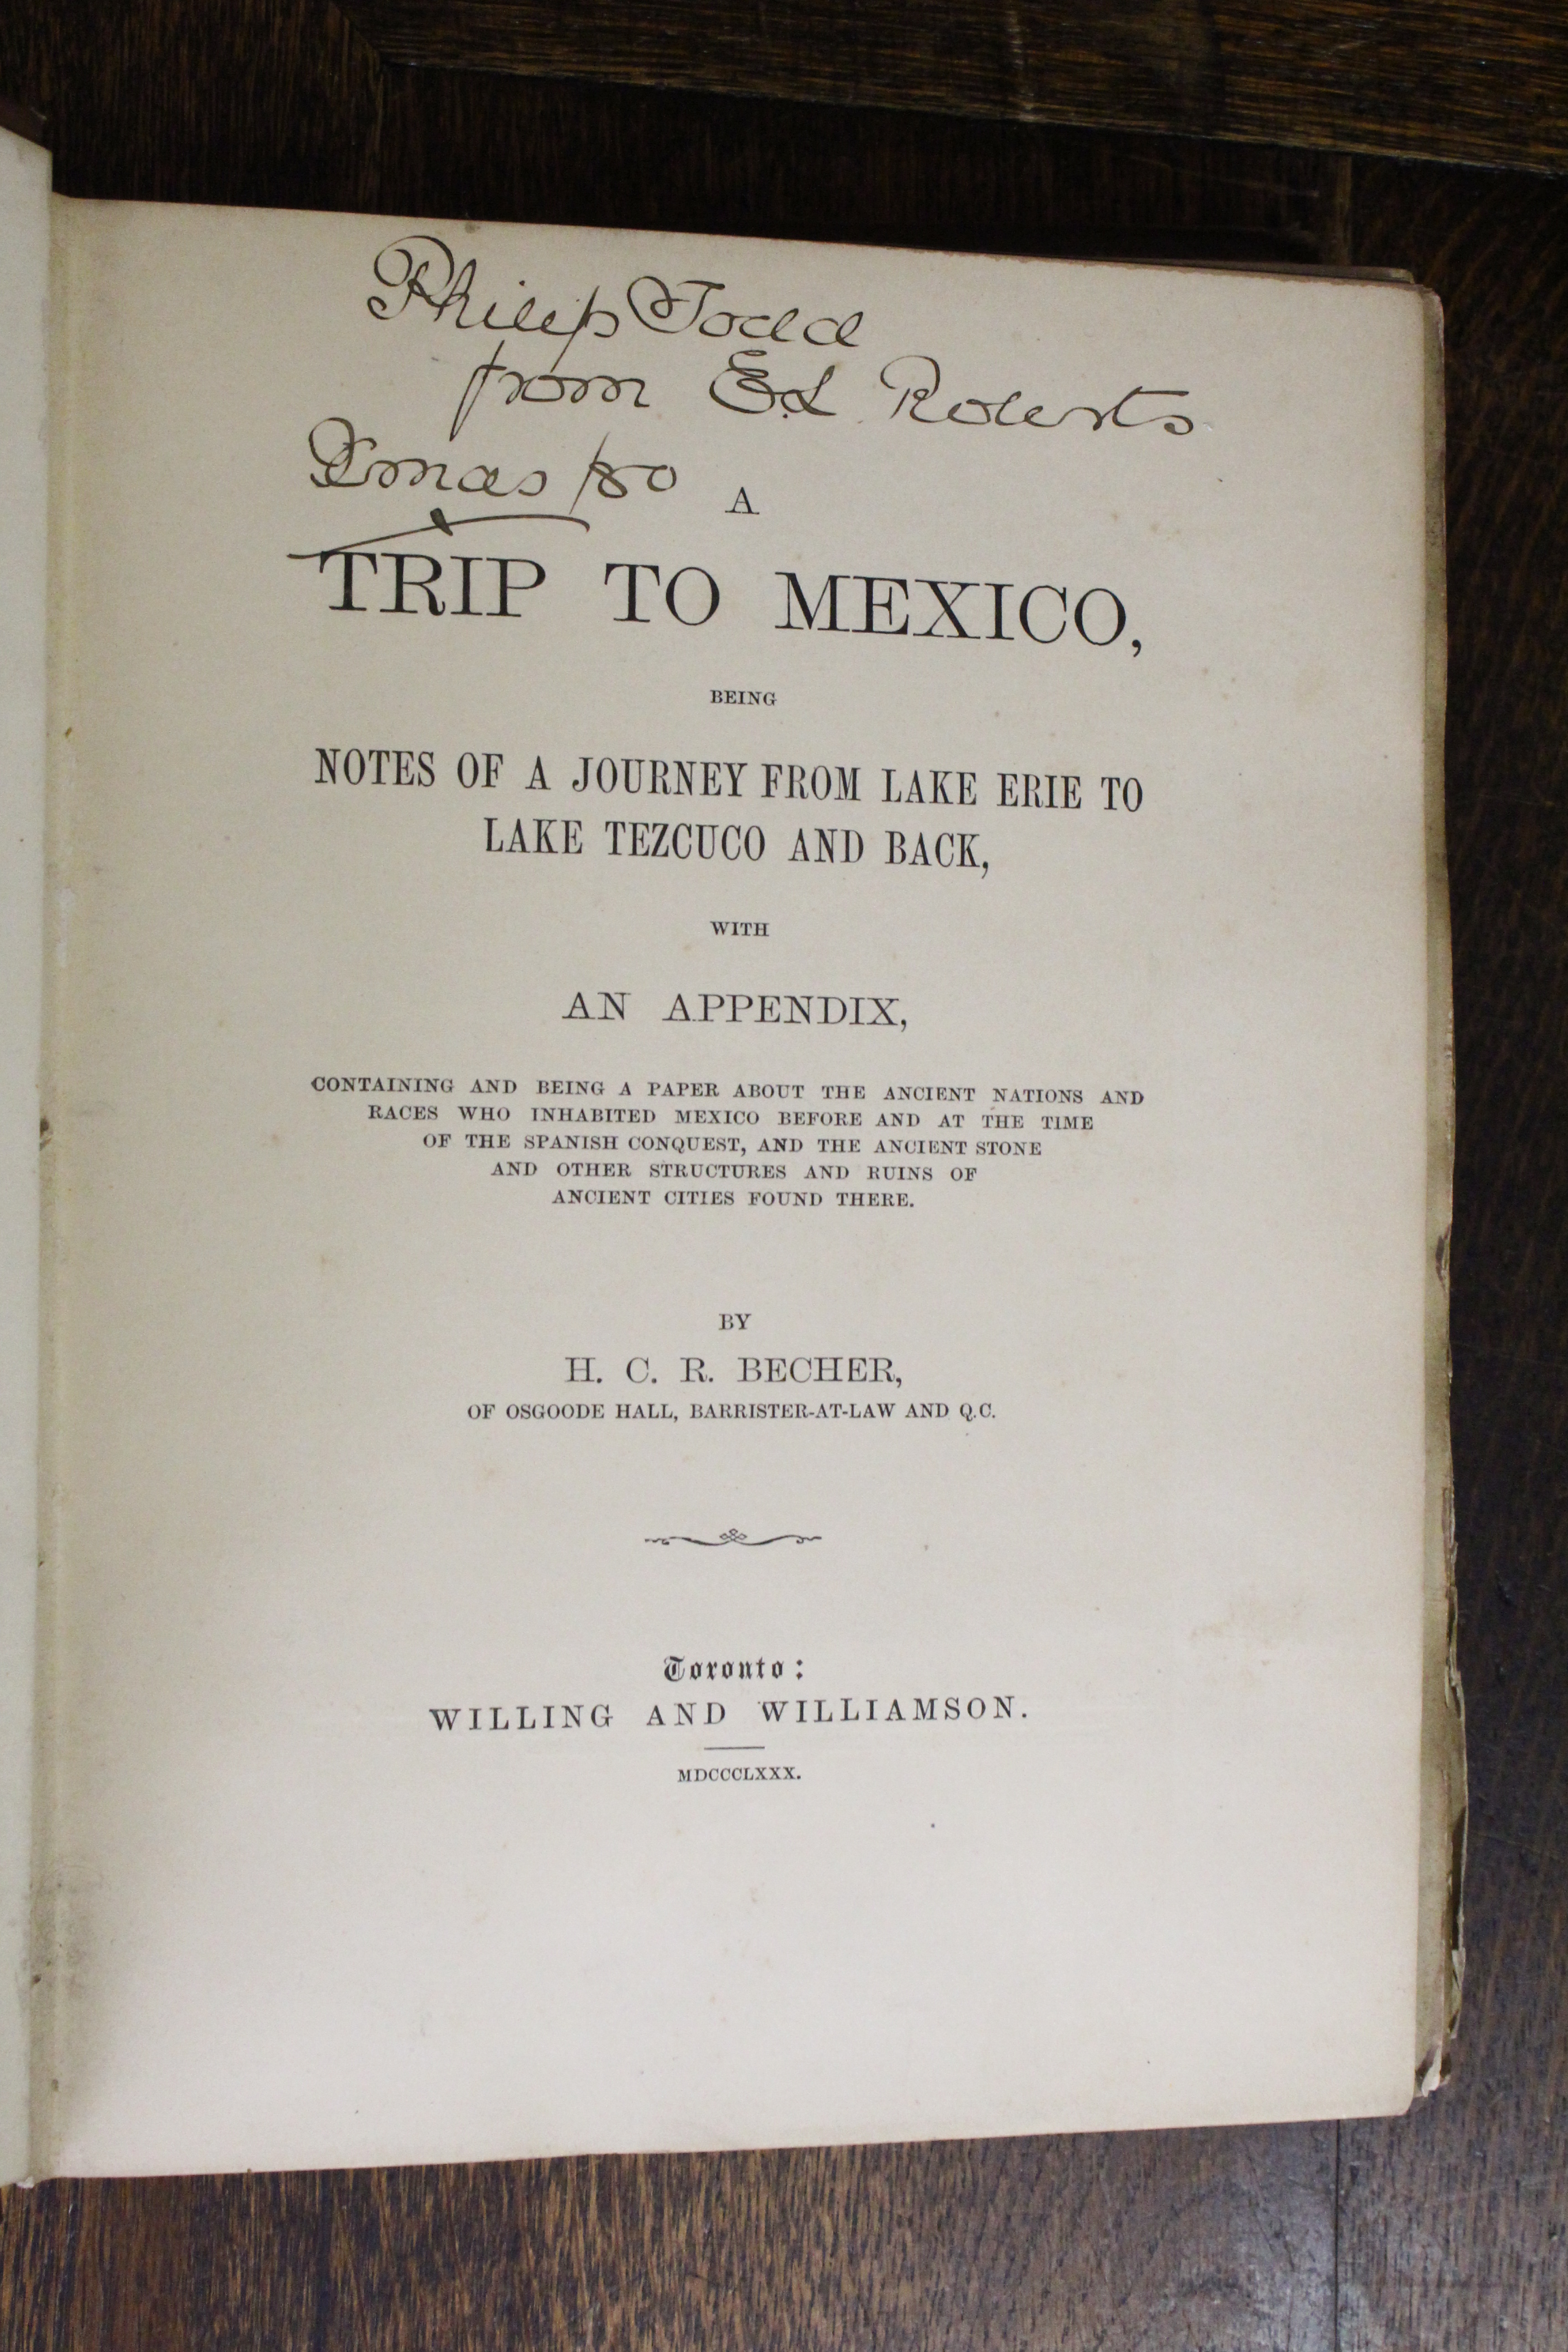 Philip Todd
from E.L. Roberts
Xmas /80
A
TRIP TO MEXICO,
BEING
NOTES OF A JOURNEY FROM LAKE ERIE TO
LAKE TEZCUCO AND BACK,
WITH
AN APPENDIX,
CONTAINING AND BEING A PAPER ABOUT THE ANCIENT NATIONS AND
RACES WHO INHABITED MEXICO BEFORE AND AT THE TIME
OF THE SPANISH CONQUEST, AND THE ANCIENT STONE
AND OTHER STRUCTURES AND RUINS OF
ANCIENT CITIES FOUND THERE.
BY
H. C. R. BECHER,
OF OSGOODE HALL, BARRISTER-AT-LAW AND Q.C.
Toronto:
WILLING AND WILLIAMSON.
MDCCCLXXX.